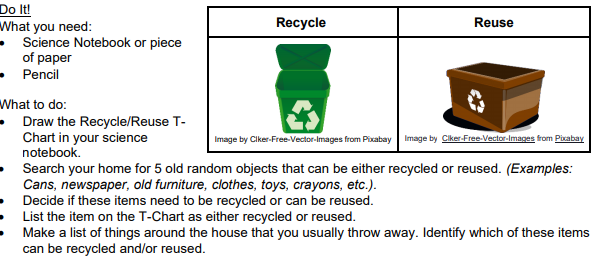 Do It!
What you need:
• Science Notebook or piece
of paper
• Pencil
Recycle
Reuse
Image by Clker-Free-Vector-Images from Pixabay
Image by Clker-Free-Vector-Images from Pixabay
What to do:
• Draw the Recycle/Reuse T-
Chart in your science
notebook.
• Search your home for 5 old random objects that can be either recycled or reused. (Examples:
Cans, newspaper, old furniture, clothes, toys, crayons, etc.).
• Decide if these items need to be recycled or can be reused.
• List the item on the T-Chart as either recycled or reused.
• Make a list of things around the house that you usually throw away. Identify which of these items
can be recycled and/or reused.